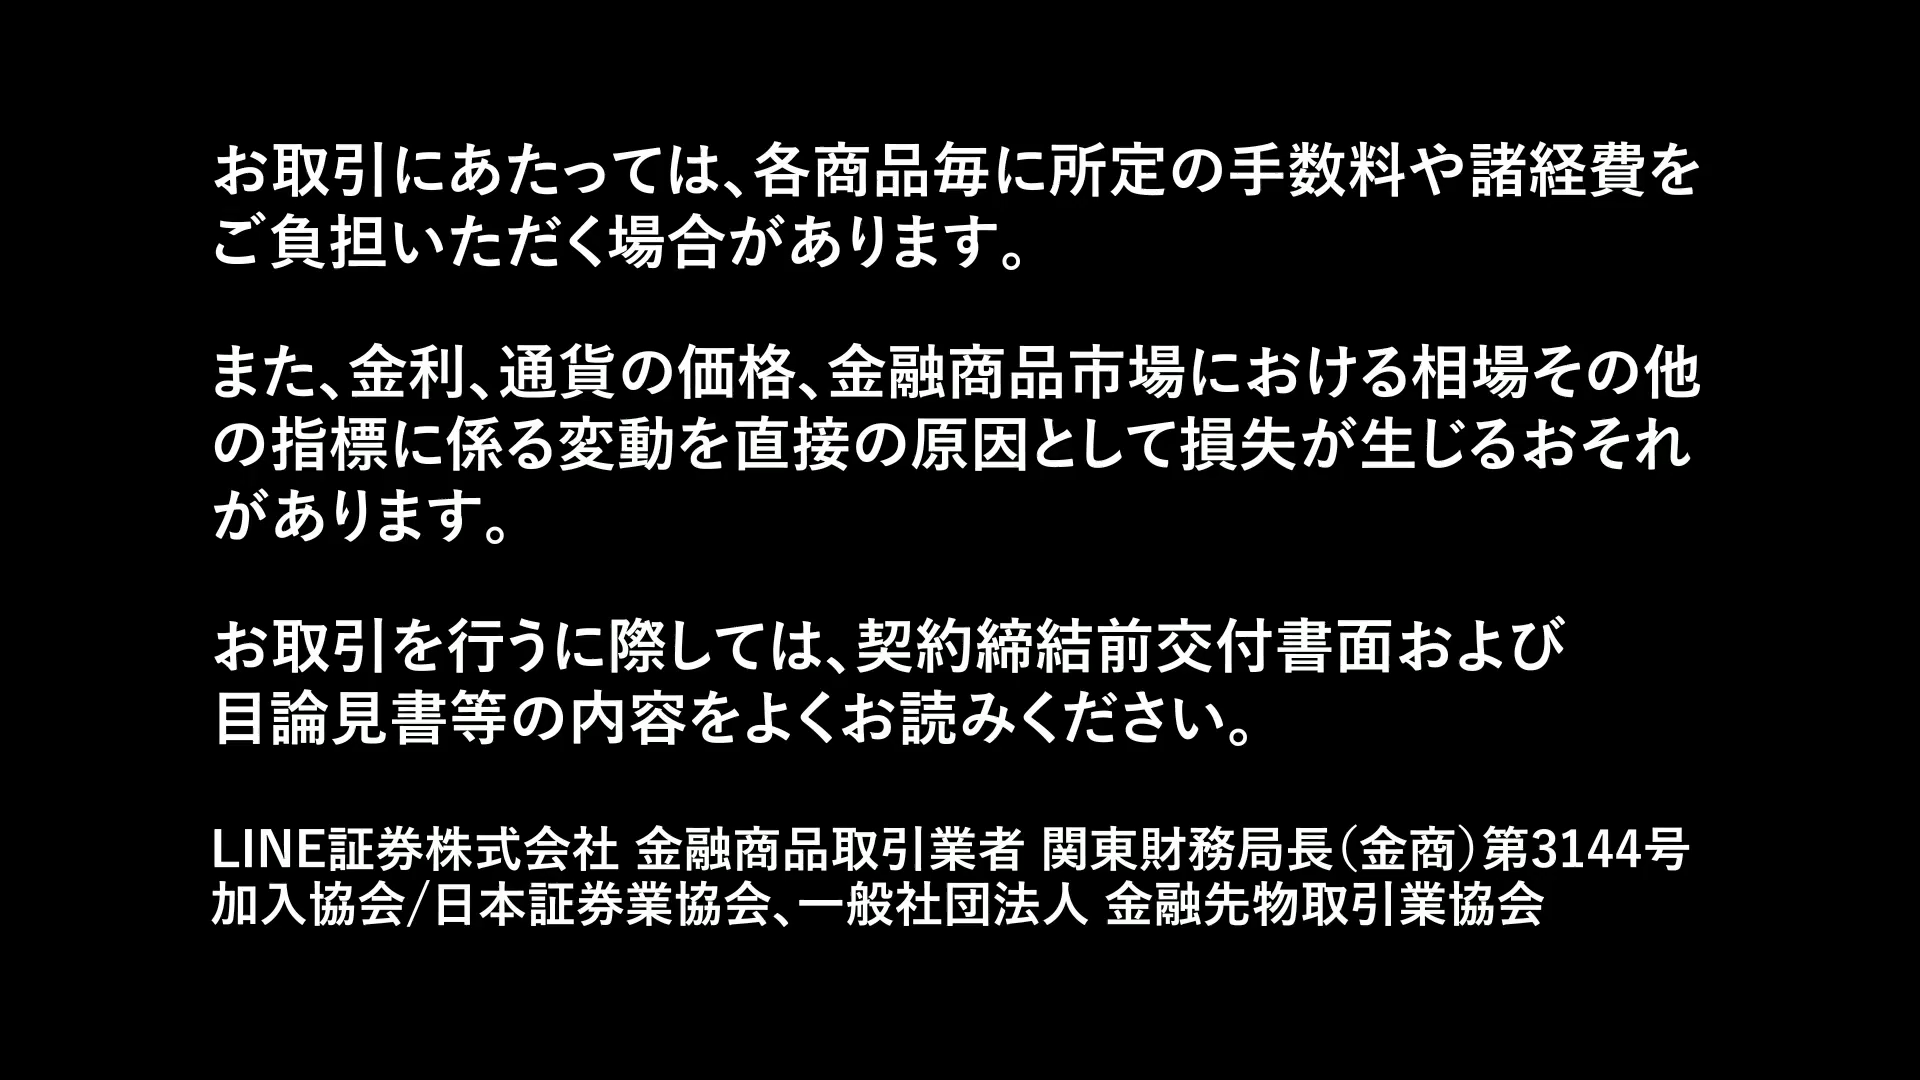 お取引にあたっては、各商品毎に所定の手数料や諸経費を
ご負担いただく場合があります。
また、金利、通貨の価格、金融商品市場における相場その他
の指標に係る変動を直接の原因として損失が生じるおそれ
があります。
お取引を行うに際しては、契約締結前交付書面および
目論見書等の内容をよくお読みください。
LINE証券株式会社 金融商品取引業者 関東財務局長（金商）第3144号
加入協会/日本証券業協会、一般社団法人 金融先物取引業協会